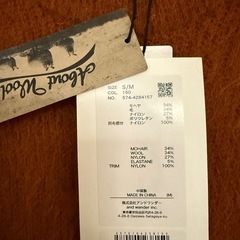 About Wool
SIZE S/M
COL. 150
NO 574-4284157
モヘヤ 34%
毛 34%
ナイロン 27%
ポリウレタン 5%
ナイロン 100%
MOHAIR 34%
WOOL 34%
NYLON 27%
ELASTANE 5%
TRIM NYLON 100%
中国製
MADE IN CHINA (M)
株式会社アンドワンダー
and wander inc.